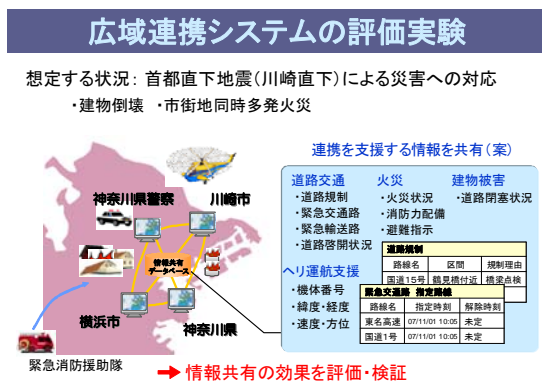 広域連携システムの評価実験
想定する状況： 首都直下地震（川崎直下）による災害への対応
・建物倒壊 ・市街地同時多発火災
連携を支援する情報を共有（案）
道路交通
・道路規制
・緊急交通路
・緊急輸送路
・道路啓開状況
火災
・火災状況
・消防力配備
・避難指示
建物被害
・道路閉塞状況
ヘリ運航支援
・機体番号
・緯度・経度
・速度・方位
道路規制
路線名 区間 規制理由
国道15号 鶴見橋付近 橋梁点検
緊急交通路 指定路線
路線名 指定時刻 解除時刻
東名高速 07/11/01 10:05 未定
国道1号 07/11/01 10:05 未定
神奈川県警察
川崎市
情報共有
データベース
横浜市
神奈川県
緊急消防援助隊
➡ 情報共有の効果を評価・検証